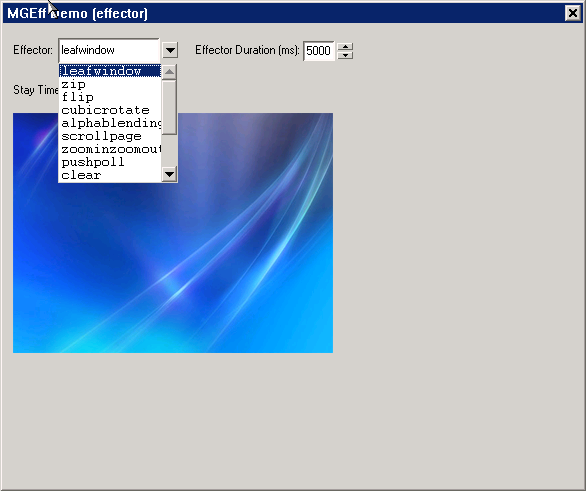 MGEff demo (effector)
Effector: leafwindow Effector Duration (ms): 5000
leafwindow
zip
Stay Time
flip
cubicrotate
alphablending
scrollpage
zoominzoomout
pushpoll
clear